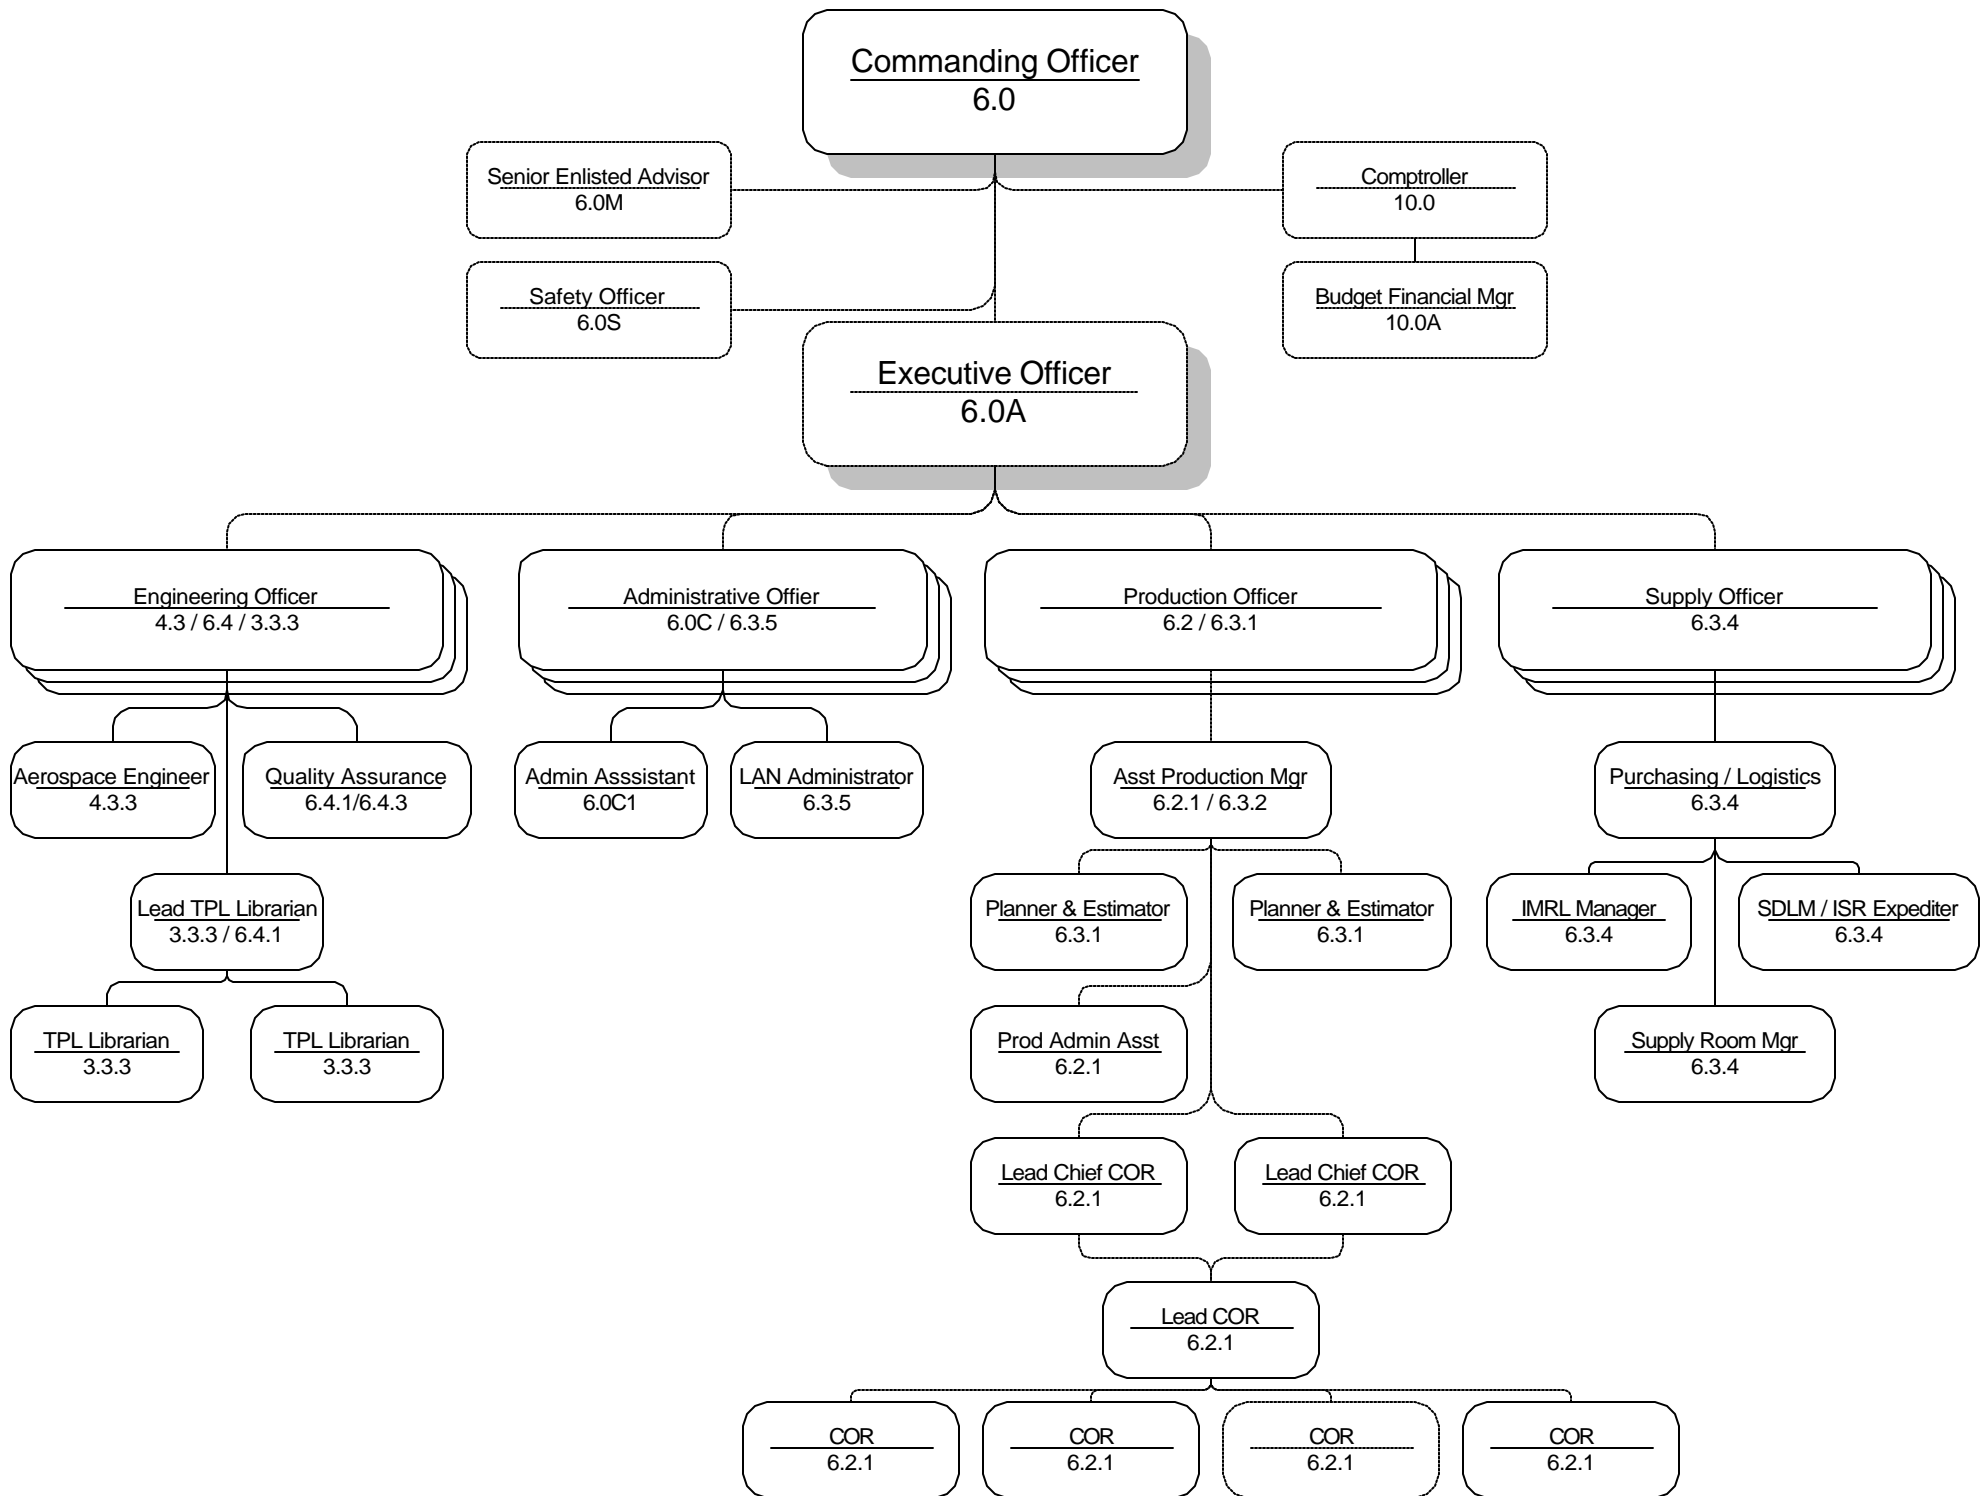 Commanding Officer
6.0
Senior Enlisted Advisor
6.0M
Comptroller
10.0
Safety Officer
6.0S
Budget Financial Mgr
10.0A
Executive Officer
6.0A
Engineering Officer
4.3 / 6.4 / 3.3.3
Administrative Offier
6.0C / 6.3.5
Production Officer
6.2 / 6.3.1
Supply Officer
6.3.4
Aerospace Engineer
4.3.3
Quality Assurance
6.4.1/6.4.3
Admin Asssistant
6.0C1
LAN Administrator
6.3.5
Asst Production Mgr
6.2.1 / 6.3.2
Purchasing / Logistics
6.3.4
Lead TPL Librarian
3.3.3 / 6.4.1
Planner & Estimator
6.3.1
Planner & Estimator
6.3.1
IMRL Manager
6.3.4
SDLM / ISR Expediter
6.3.4
TPL Librarian
3.3.3
TPL Librarian
3.3.3
Prod Admin Asst
6.2.1
Supply Room Mgr
6.3.4
Lead Chief COR
6.2.1
Lead Chief COR
6.2.1
Lead COR
6.2.1
COR
6.2.1
COR
6.2.1
COR
6.2.1
COR
6.2.1